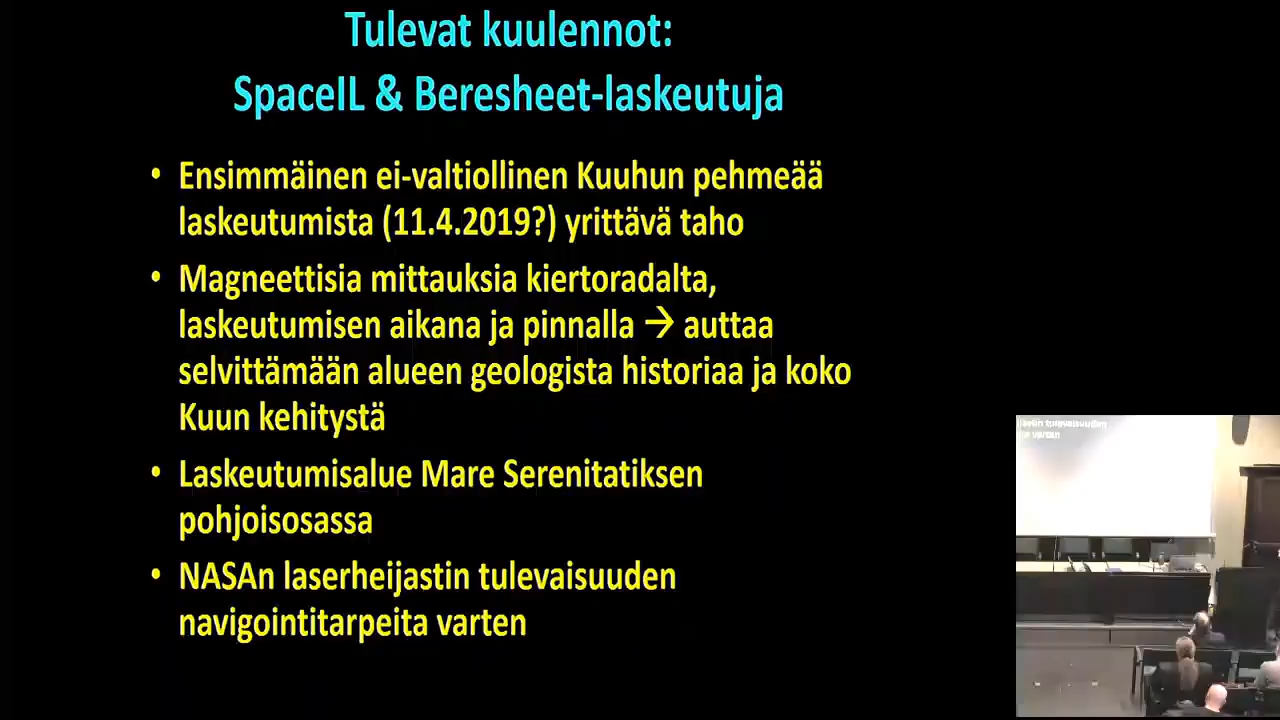 Tulevat kuulennot:
SpaceIL & Beresheet-laskeutuja
• Ensimmäinen ei-valtiollinen Kuuhun pehmeää
laskeutumista (11.4.2019?) yrittävä taho
• Magneettisia mittauksia kiertoradalta,
laskeutumisen aikana ja pinnalla → auttaa
selvittämään alueen geologista historiaa ja koko
Kuun kehitystä
• Laskeutumisalue Mare Serenitatiksen
pohjoisosassa
• NASAn laserheijastin tulevaisuuden
navigointitarpeita varten
tulevaisuuden
varten